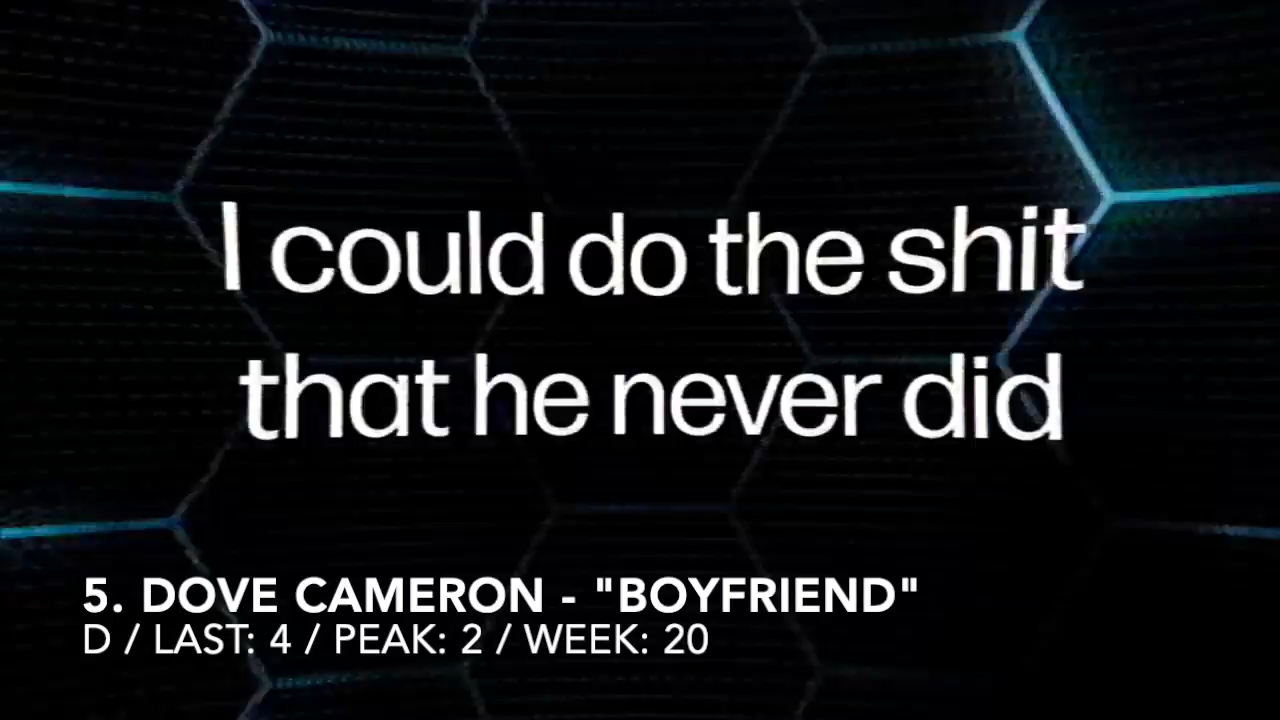 I could do the shit
that he never did
5. DOVE CAMERON - "BOYFRIEND"
D / LAST: 4 / PEAK: 2 / WEEK: 20